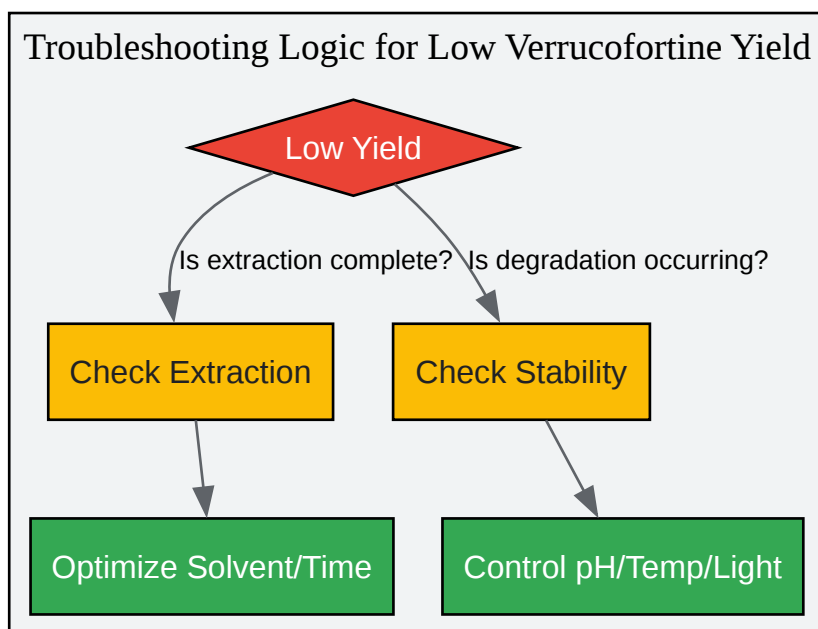 Troubleshooting Logic for Low Verrucofortine Yield
Low Yield
Is extraction complete?
Is degradation occurring?
Check Extraction
Check Stability
Optimize Solvent/Time
Control pH/Temp/Light